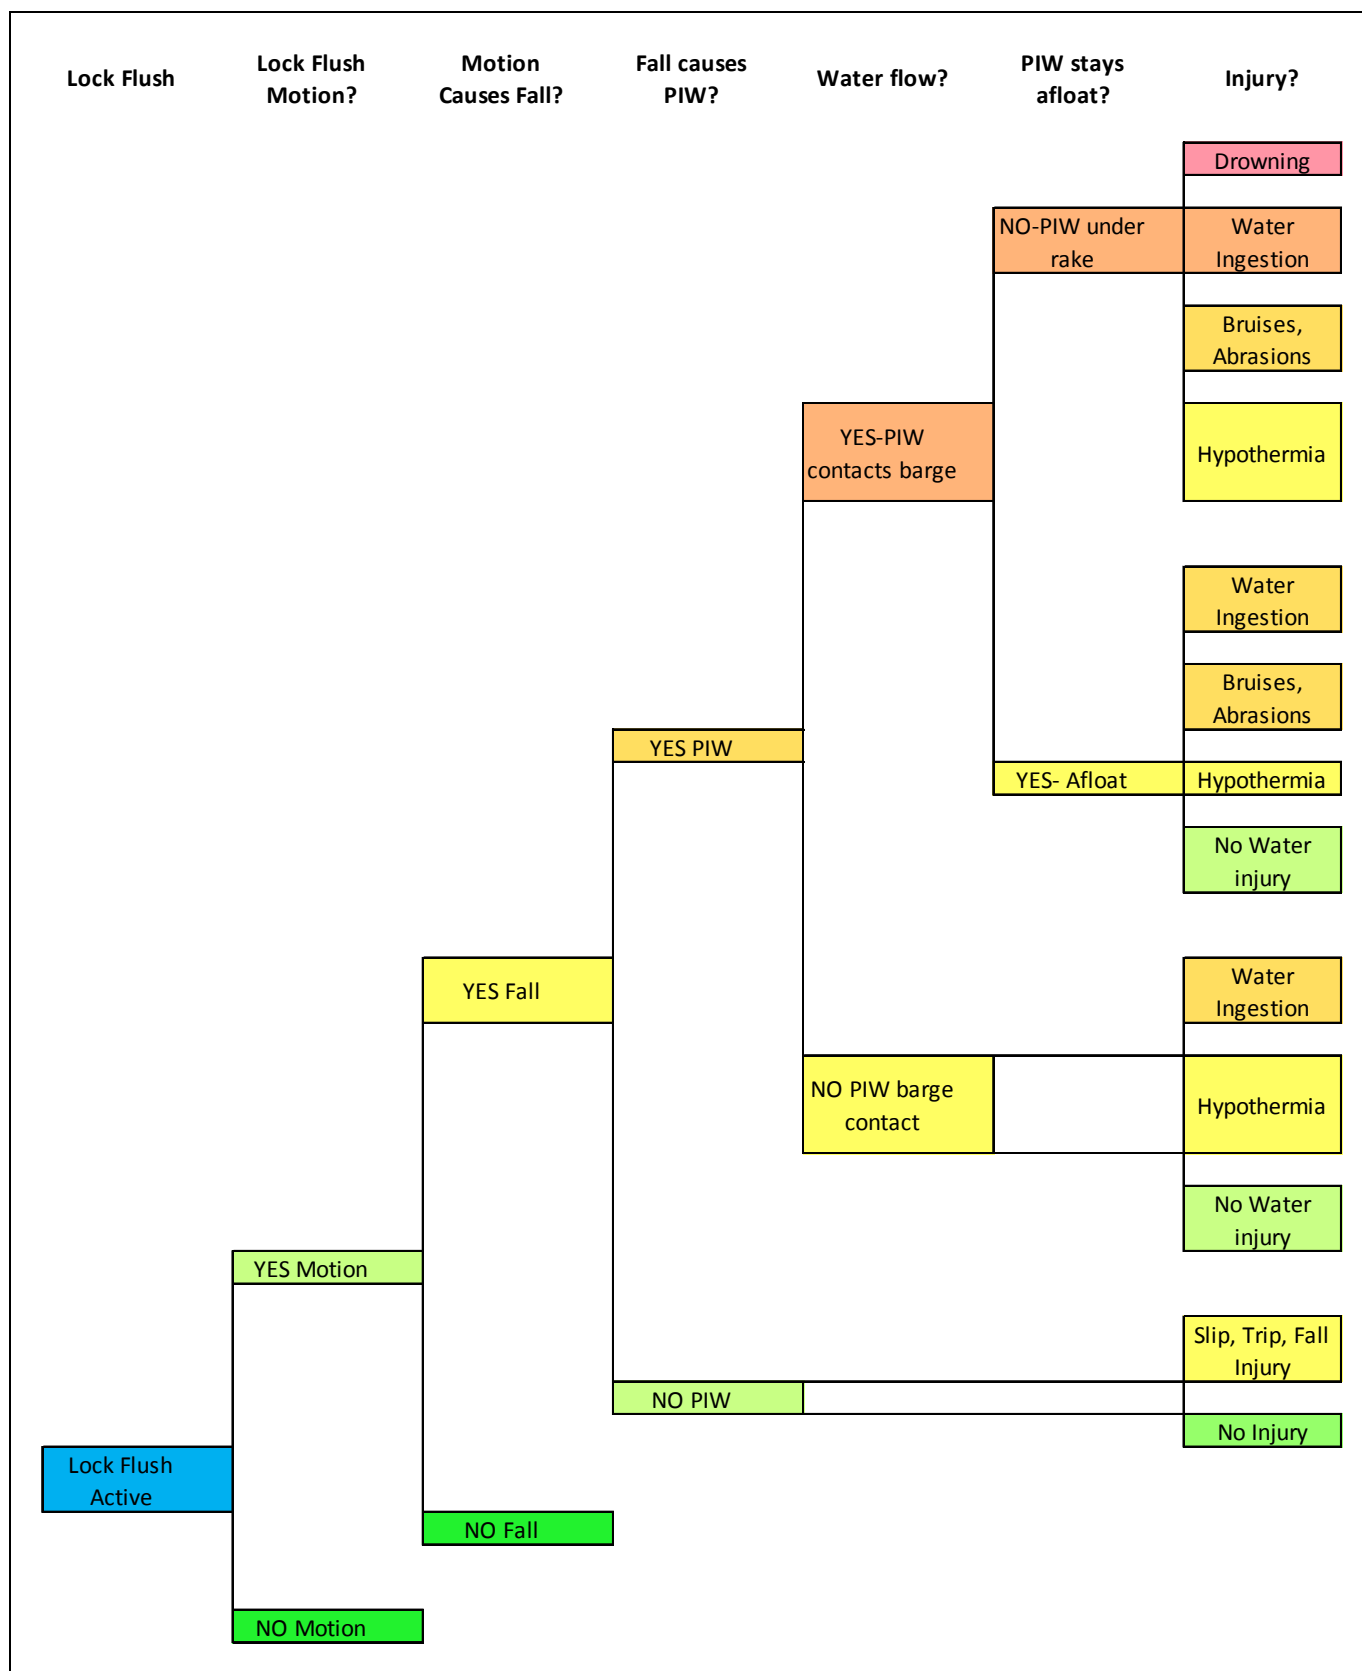 Lock Flush
Lock Flush
Motion?
Motion
Causes Fall?
Fall causes
PIW?
Water flow?
PIW stays
afloat?
Injury?
Drowning
NO-PIW under
rake
Water
Ingestion
Bruises,
Abrasions
YES-PIW
contacts barge
Hypothermia
Water
Ingestion
Bruises,
Abrasions
YES PIW
YES- Afloat
Hypothermia
No Water
injury
YES Fall
Water
Ingestion
NO PIW barge
contact
Hypothermia
No Water
injury
YES Motion
Slip, Trip, Fall
Injury
NO PIW
No Injury
Lock Flush
Active
NO Fall
NO Motion